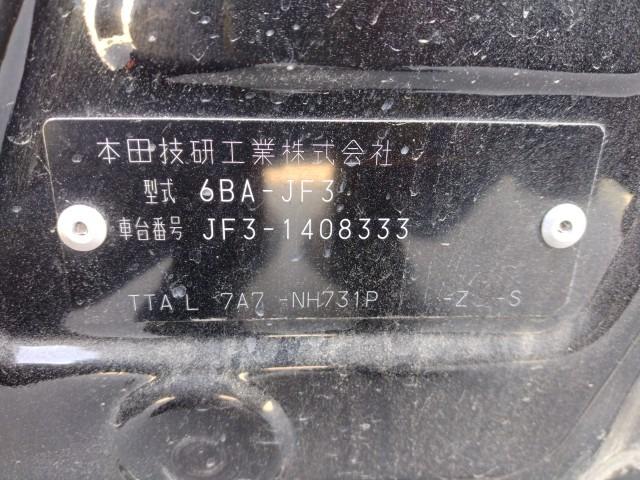 本田技研工業株式会社
型式 6BA-JF3
車台番号 JF3-1408333
TTA L 7A7 -NH731P -Z -S